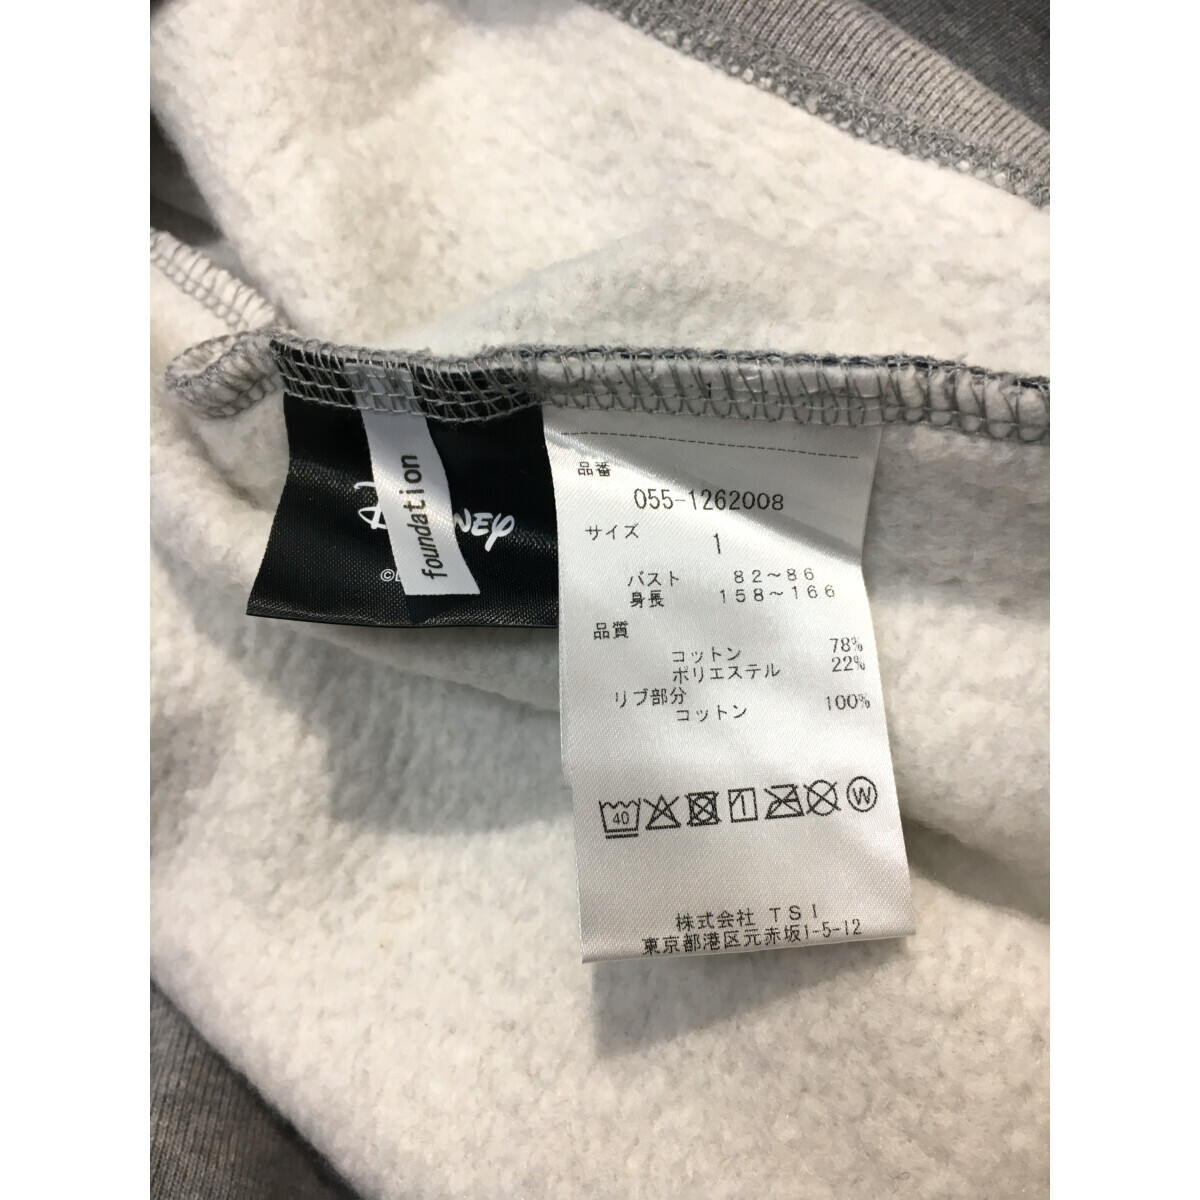 foundation
品番
055-1262008
サイズ
1
バスト 82～86
身長 158～166
品質
コットン 78%
ポリエステル 22%
リブ部分
コットン 100%
40
1
W
株式会社 TSI
東京都港区元赤坂1-5-12